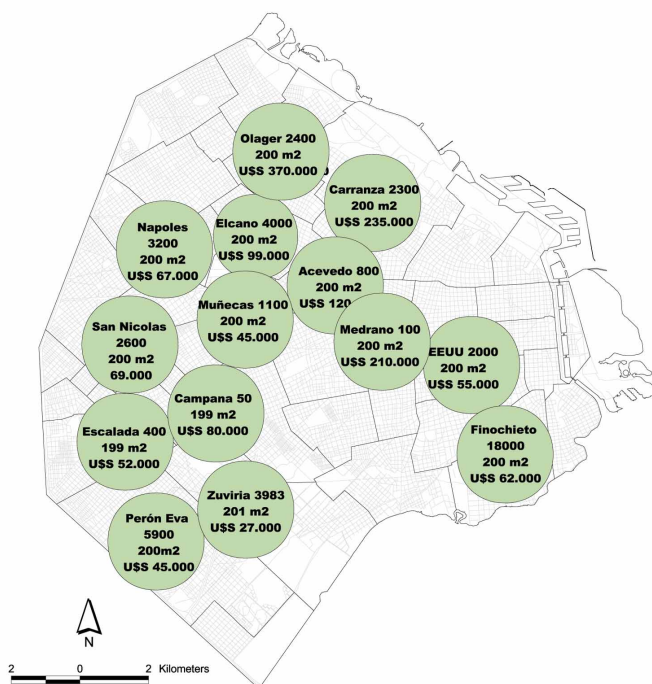 Olager 2400
200 m2
U$S 370.000
Carranza 2300
200 m2
U$S 235.000
Napoles
3200
200 m2
U$S 67.000
Elcano 4000
200 m2
U$S 99.000
Acevedo 800
200 m2
U$S 120
Muñecas 1100
200 m2
U$S 45.000
Medrano 100
200 m2
U$S 210.000
San Nicolas
2600
200 m2
69.000
EEUU 2000
200 m2
U$S 55.000
Campana 50
199 m2
U$S 80.000
Escalada 400
199 m2
U$S 52.000
Finochieto
18000
200 m2
U$S 62.000
Zuviria 3983
201 m2
U$S 27.000
Perón Eva
5900
200m2
U$S 45.000
N
2 0 2 Kilometers